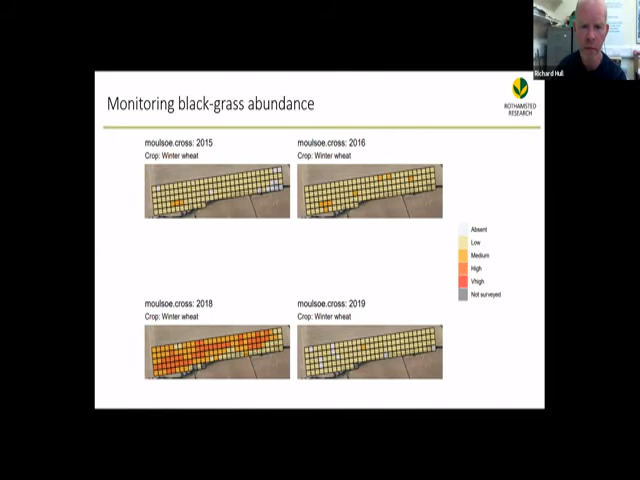 Richard Hull
Monitoring black-grass abundance
ROTHAMSTED
RESEARCH
moulsoe.cross: 2015
Crop: Winter wheat
moulsoe.cross: 2016
Crop: Winter wheat
Absent
Low
Medium
High
Vhigh
Not surveyed
moulsoe.cross: 2018
Crop: Winter wheat
moulsoe.cross: 2019
Crop: Winter wheat